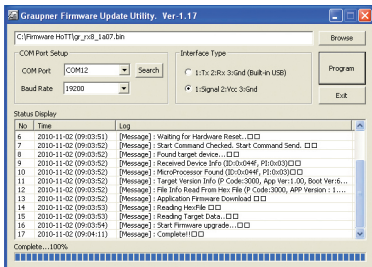 Graupner Firmware Update Utility. Ver-1.17
C:\Firmware HoTT\gr_rx8_1a07.bin
Browse
COM Port Setup
Interface Type
COM Port COM12 Search
1:Tx 2:Rx 3:Gnd (Built-in USB)
Program
Baud Rate 19200
1:Signal 2:Vcc 3:Gnd
Exit
Status Display
No Time Log
6 2010-11-02 (09:03:51) [Message] : Waiting for Hardware Reset..□□
7 2010-11-02 (09:03:52) [Message] : Start Command Checked. Start Command Send. □□
8 2010-11-02 (09:03:52) [Message] : Found target device...□□
9 2010-11-02 (09:03:52) [Message] : Received Device Info (ID:0x044f, PI:0x03)□□
10 2010-11-02 (09:03:52) [Message] : MicroProcessor Found (ID:0x044f, PI:0x03)□□
11 2010-11-02 (09:03:52) [Message] : Target Version Info (P Code:3000, App Ver:1.00, Boot Ver:6...
12 2010-11-02 (09:03:52) [Message] : File Info Read From Hex File (P Code:3000, APP Version : 1....
13 2010-11-02 (09:03:52) [Message] : Application Firmware Download □□
14 2010-11-02 (09:03:53) [Message] : Reading HexFile □□
15 2010-11-02 (09:03:53) [Message] : Reading Target Data...□□
16 2010-11-02 (09:03:54) [Message] : Start Firmware upgrade...□□
17 2010-11-02 (09:04:11) [Message] : Complete!!□□
Complete...100%